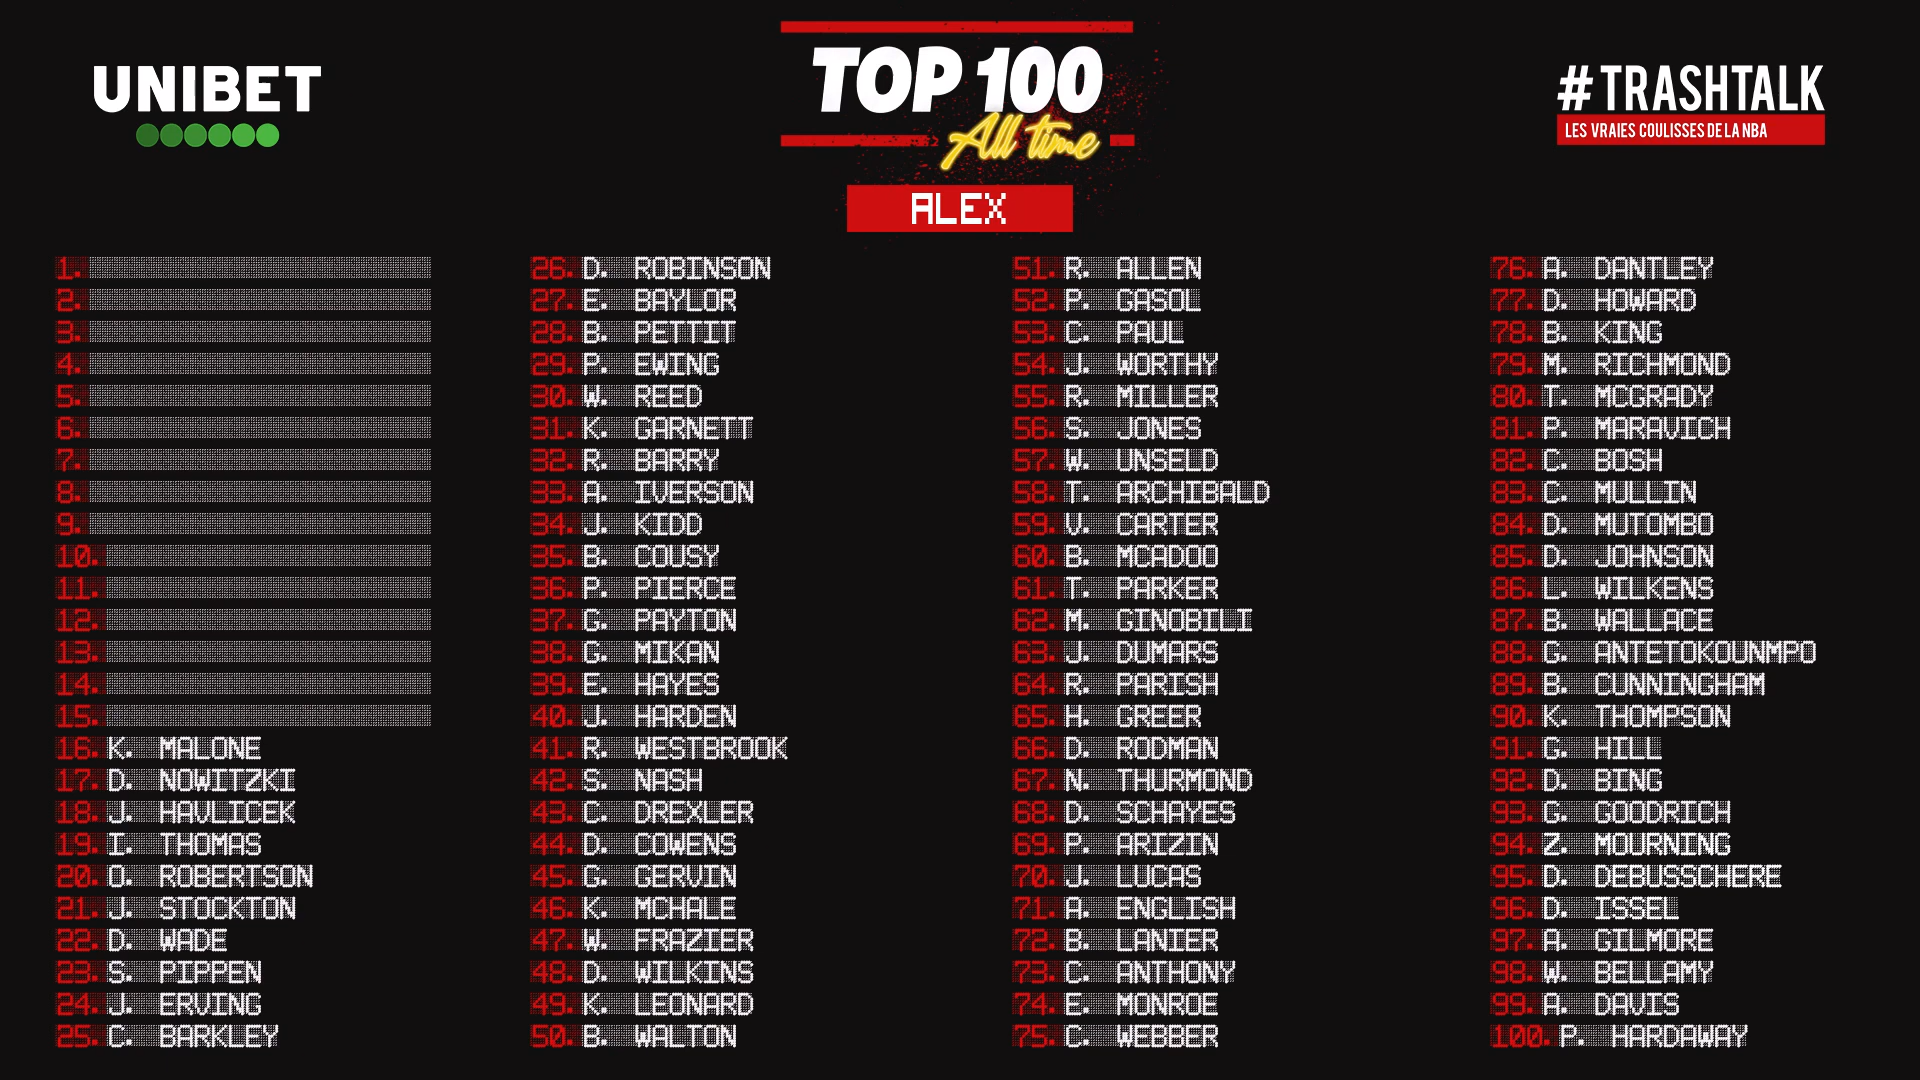 UNIBET
TOP 100
All time
#TRASHTALK
LES VRAIES COULISSES DE LA NBA
ALEX
1.
2.
3.
4.
5.
6.
7.
8.
9.
10.
11.
12.
13.
14.
15.
16. K. MALONE
17. D. NOWITZKI
18. J. HAVLICEK
19. I. THOMAS
20. O. ROBERTSON
21. J. STOCKTON
22. D. WADE
23. S. PIPPEN
24. J. ERVING
25. C. BARKLEY
26. D. ROBINSON
27. E. BAYLOR
28. B. PETTIT
29. P. EWING
30. W. REED
31. K. GARNETT
32. R. BARRY
33. A. IVERSON
34. J. KIDD
35. B. COUSY
36. P. PIERCE
37. G. PAYTON
38. G. MIKAN
39. E. HAYES
40. J. HARDEN
41. R. WESTBROOK
42. S. NASH
43. C. DREXLER
44. D. COWENS
45. G. GERVIN
46. K. MCHALE
47. W. FRAZIER
48. D. WILKINS
49. K. LEONARD
50. B. WALTON
51. R. ALLEN
52. P. GASOL
53. C. PAUL
54. J. WORTHY
55. R. MILLER
56. S. JONES
57. W. UNSELD
58. T. ARCHIBALD
59. V. CARTER
60. B. MCADOO
61. T. PARKER
62. M. GINOBILI
63. J. DUMARS
64. R. PARISH
65. H. GREER
66. D. RODMAN
67. N. THURMOND
68. D. SCHAYES
69. P. ARIZIN
70. J. LUCAS
71. A. ENGLISH
72. B. LANIER
73. C. ANTHONY
74. E. MONROE
75. C. WEBBER
76. A. DANTLEY
77. D. HOWARD
78. B. KING
79. M. RICHMOND
80. T. MCGRADY
81. P. MARAVICH
82. C. BOSH
83. C. MULLIN
84. D. MUTOMBO
85. D. JOHNSON
86. L. WILKENS
87. B. WALLACE
88. G. ANTETOKOUNMPO
89. B. CUNNINGHAM
90. K. THOMPSON
91. G. HILL
92. D. BING
93. G. GOODRICH
94. Z. MOURNING
95. D. DEBUSSCHERE
96. D. ISSEL
97. A. GILMORE
98. W. BELLAMY
99. A. DAVIS
100. P. HARDAWAY